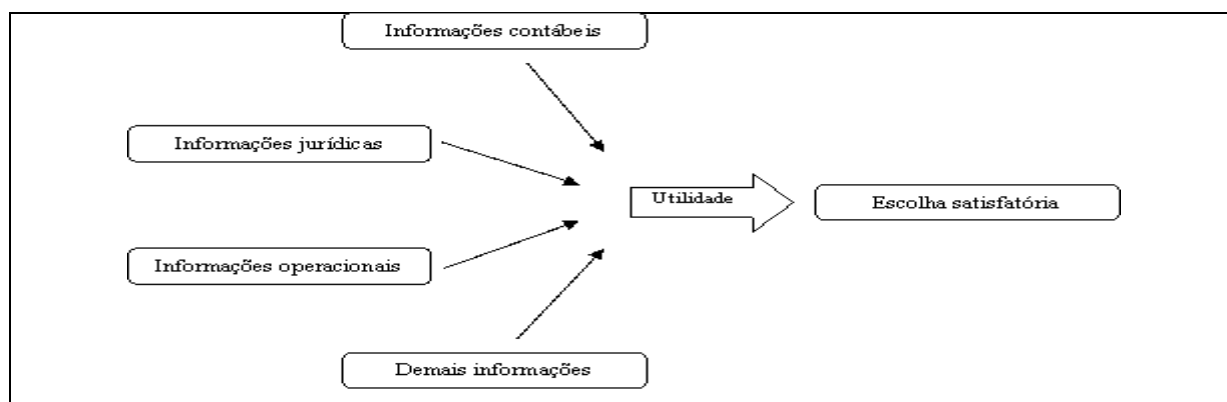 Informações contábeis
Informações jurídicas
Utilidade
Escolha satisfatória
Informações operacionais
Demais informações